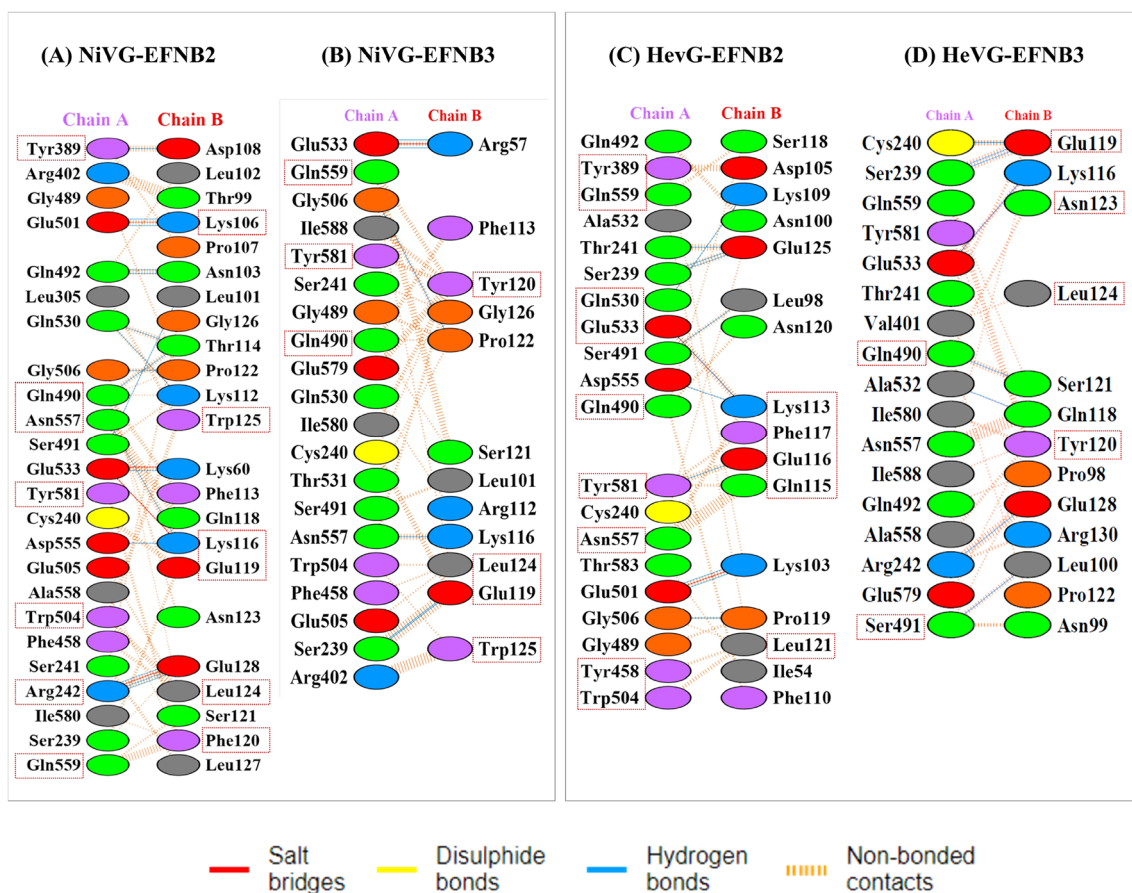 (A) NiVG-EFNB2
Chain A Chain B
Tyr389 Asp108
Arg402 Leu102
Gly489 Thr99
Glu501 Lys106
Pro107
Gln492 Asn103
Leu305 Leu101
Gln530 Gly126
Thr114
Gly506 Pro122
Gln490 Lys112
Asn557 Trp125
Ser491
Glu533 Lys60
Tyr581 Phe113
Cys240 Gln118
Asp555 Lys116
Glu505 Glu119
Ala558
Trp504 Asn123
Phe458
Ser241 Glu128
Arg242 Leu124
Ile580 Ser121
Ser239 Phe120
Gln559 Leu127
(B) NiVG-EFNB3
Chain A Chain B
Glu533 Arg57
Gln559
Gly506
Ile588 Phe113
Tyr581
Ser241 Tyr120
Gly489 Gly126
Gln490 Pro122
Glu579
Gln530
Ile580
Cys240 Ser121
Thr531 Leu101
Ser491 Arg112
Asn557 Lys116
Trp504 Leu124
Phe458 Glu119
Glu505
Ser239 Trp125
Arg402
(C) HevG-EFNB2
Chain A Chain B
Gln492 Ser118
Tyr389 Asp105
Gln559 Lys109
Ala532 Asn100
Thr241 Glu125
Ser239
Gln530 Leu98
Glu533 Asn120
Ser491
Asp555
Gln490 Lys113
Phe117
Glu116
Tyr581 Gln115
Cys240
Asn557
Thr583 Lys103
Glu501
Gly506 Pro119
Gly489 Leu121
Tyr458 Ile54
Trp504 Phe110
(D) HeVG-EFNB3
Chain A Chain B
Cys240 Glu119
Ser239 Lys116
Gln559 Asn123
Tyr581
Glu533
Thr241 Leu124
Val401
Gln490
Ala532 Ser121
Ile580 Gln118
Asn557 Tyr120
Ile588 Pro98
Gln492 Glu128
Ala558 Arg130
Arg242 Leu100
Glu579 Pro122
Ser491 Asn99
Salt bridges
Disulphide bonds
Hydrogen bonds
Non-bonded contacts